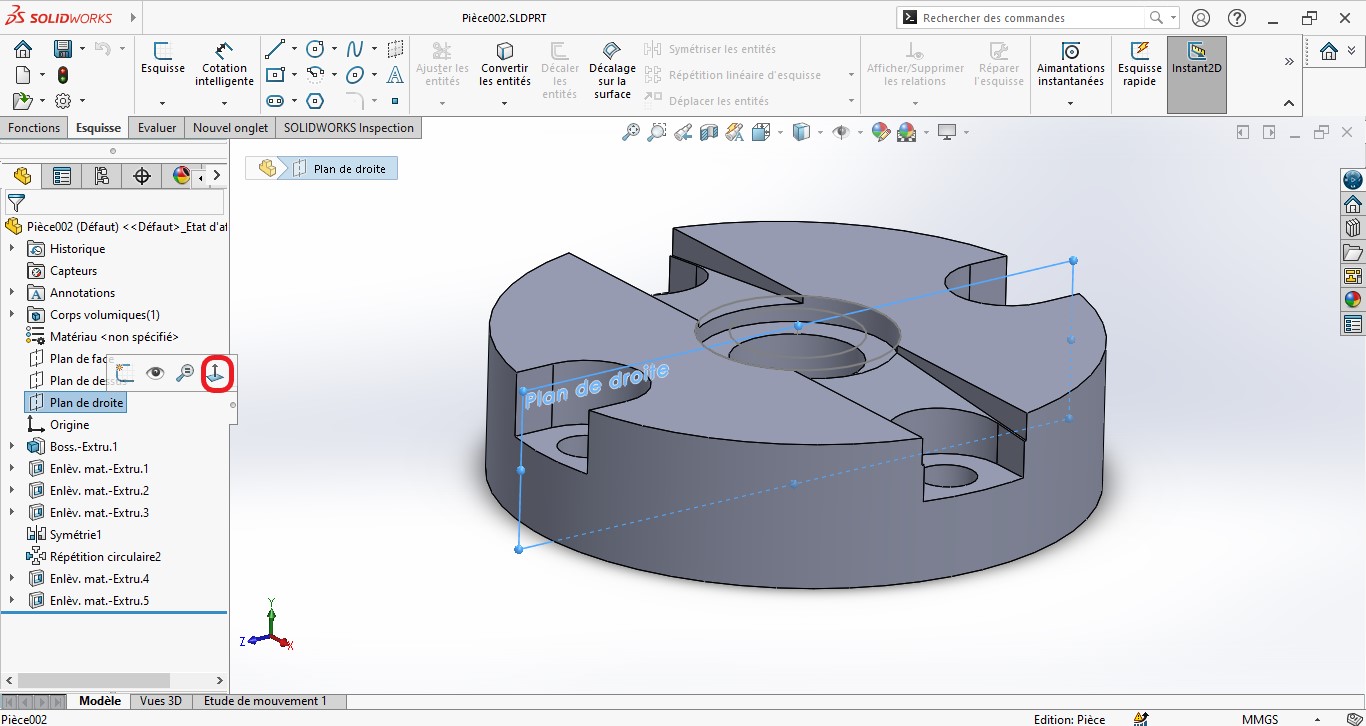 SOLIDWORKS
Pièce002.SLDPRT
Rechercher des commandes
Esquisse
Cotation
intelligente
Ajuster les
entités
Convertir
les entités
Décaler
les
entités
Décalage
sur la
surface
Symétriser les entités
Répétition linéaire d'esquisse
Déplacer les entités
Afficher/Supprimer
les relations
Réparer
l'esquisse
Aimantations
instantanées
Esquisse
rapide
Instant2D
Fonctions
Esquisse
Evaluer
Nouvel onglet
SOLIDWORKS Inspection
Plan de droite
Pièce002 (Défaut) <<Défaut>_Etat d'af
Historique
Capteurs
Annotations
Corps volumiques(1)
Matériau <non spécifié>
Plan de face
Plan de dessus
Plan de droite
Origine
Boss.-Extru.1
Enlèv. mat.-Extru.1
Enlèv. mat.-Extru.2
Enlèv. mat.-Extru.3
Symétrie1
Répétition circulaire2
Enlèv. mat.-Extru.4
Enlèv. mat.-Extru.5
Plan de droite
Y
Z
X
Modèle
Vues 3D
Etude de mouvement 1
Pièce002
Edition: Pièce
MMGS